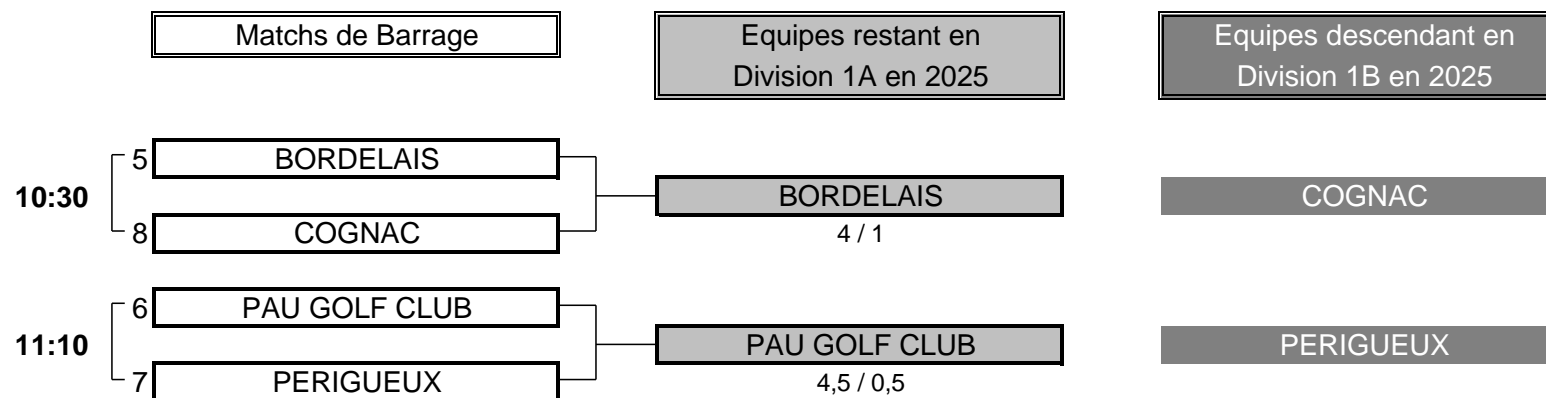 Matchs de Barrage
Equipes restant en
Division 1A en 2025
Equipes descendant en
Division 1B en 2025
10:30
5 BORDELAIS
8 COGNAC
BORDELAIS
4 / 1
COGNAC
11:10
6 PAU GOLF CLUB
7 PERIGUEUX
PAU GOLF CLUB
4,5 / 0,5
PERIGUEUX